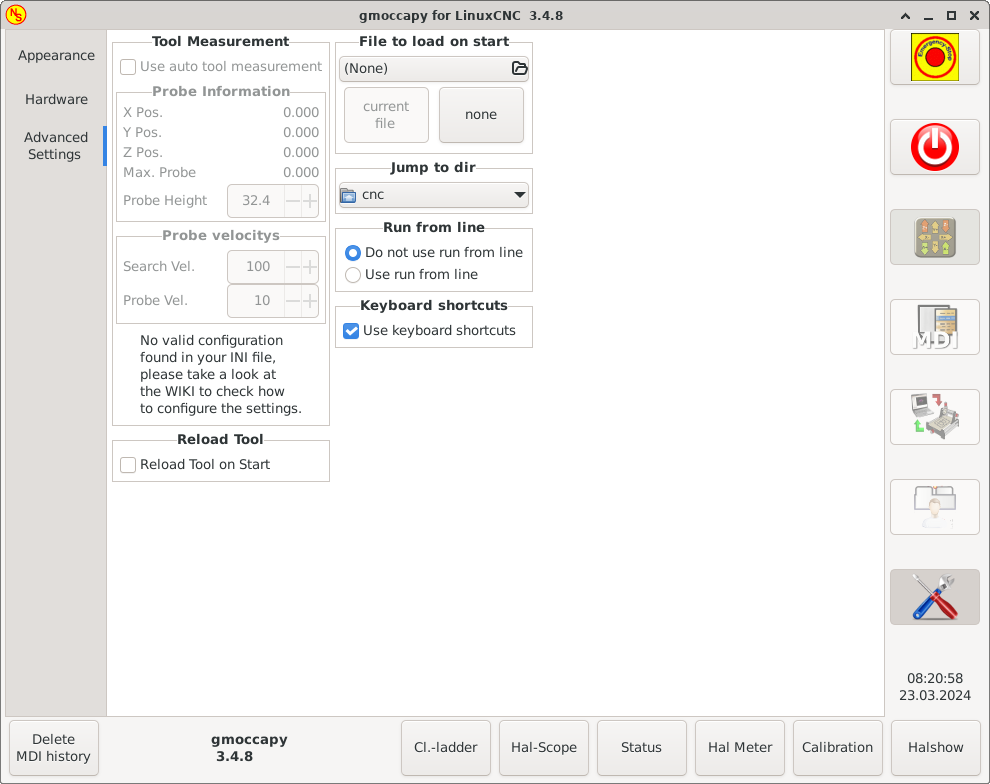 gmoccapy for LinuxCNC 3.4.8
Appearance
Hardware
Advanced
Settings
Tool Measurement
Use auto tool measurement
Probe Information
X Pos. 0.000
Y Pos. 0.000
Z Pos. 0.000
Max. Probe 0.000
Probe Height 32.4
Probe velocitys
Search Vel. 100
Probe Vel. 10
No valid configuration
found in your INI file,
please take a look at
the WIKI to check how
to configure the settings.
Reload Tool
Reload Tool on Start
File to load on start
(None)
current
file
none
Jump to dir
cnc
Run from line
Do not use run from line
Use run from line
Keyboard shortcuts
Use keyboard shortcuts
Emergency-Stop
MDI
08:20:58
23.03.2024
Delete
MDI history
gmoccapy
3.4.8
Cl.-ladder
Hal-Scope
Status
Hal Meter
Calibration
Halshow